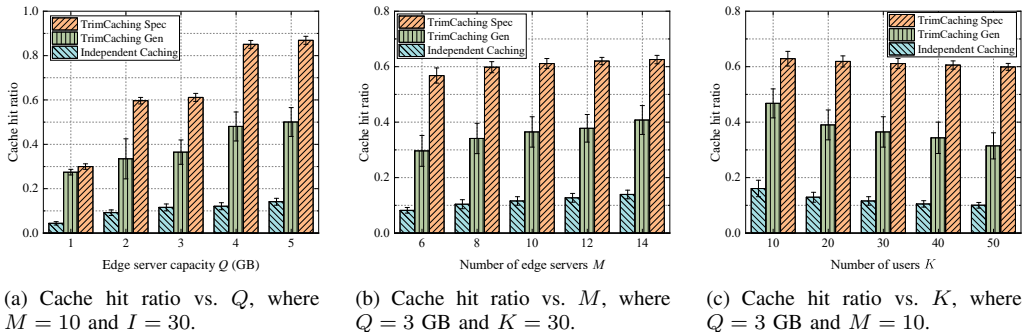 TrimCaching Spec
TrimCaching Gen
Independent Caching
Cache hit ratio
1.0
0.8
0.6
0.4
0.2
0.0
1 2 3 4 5
Edge server capacity Q (GB)
(a) Cache hit ratio vs. Q, where
M = 10 and I = 30.
TrimCaching Spec
TrimCaching Gen
Independent Caching
Cache hit ratio
0.8
0.6
0.4
0.2
0.0
6 8 10 12 14
Number of edge servers M
(b) Cache hit ratio vs. M, where
Q = 3 GB and K = 30.
TrimCaching Spec
TrimCaching Gen
Independent Caching
Cache hit ratio
0.8
0.6
0.4
0.2
0.0
10 20 30 40 50
Number of users K
(c) Cache hit ratio vs. K, where
Q = 3 GB and M = 10.